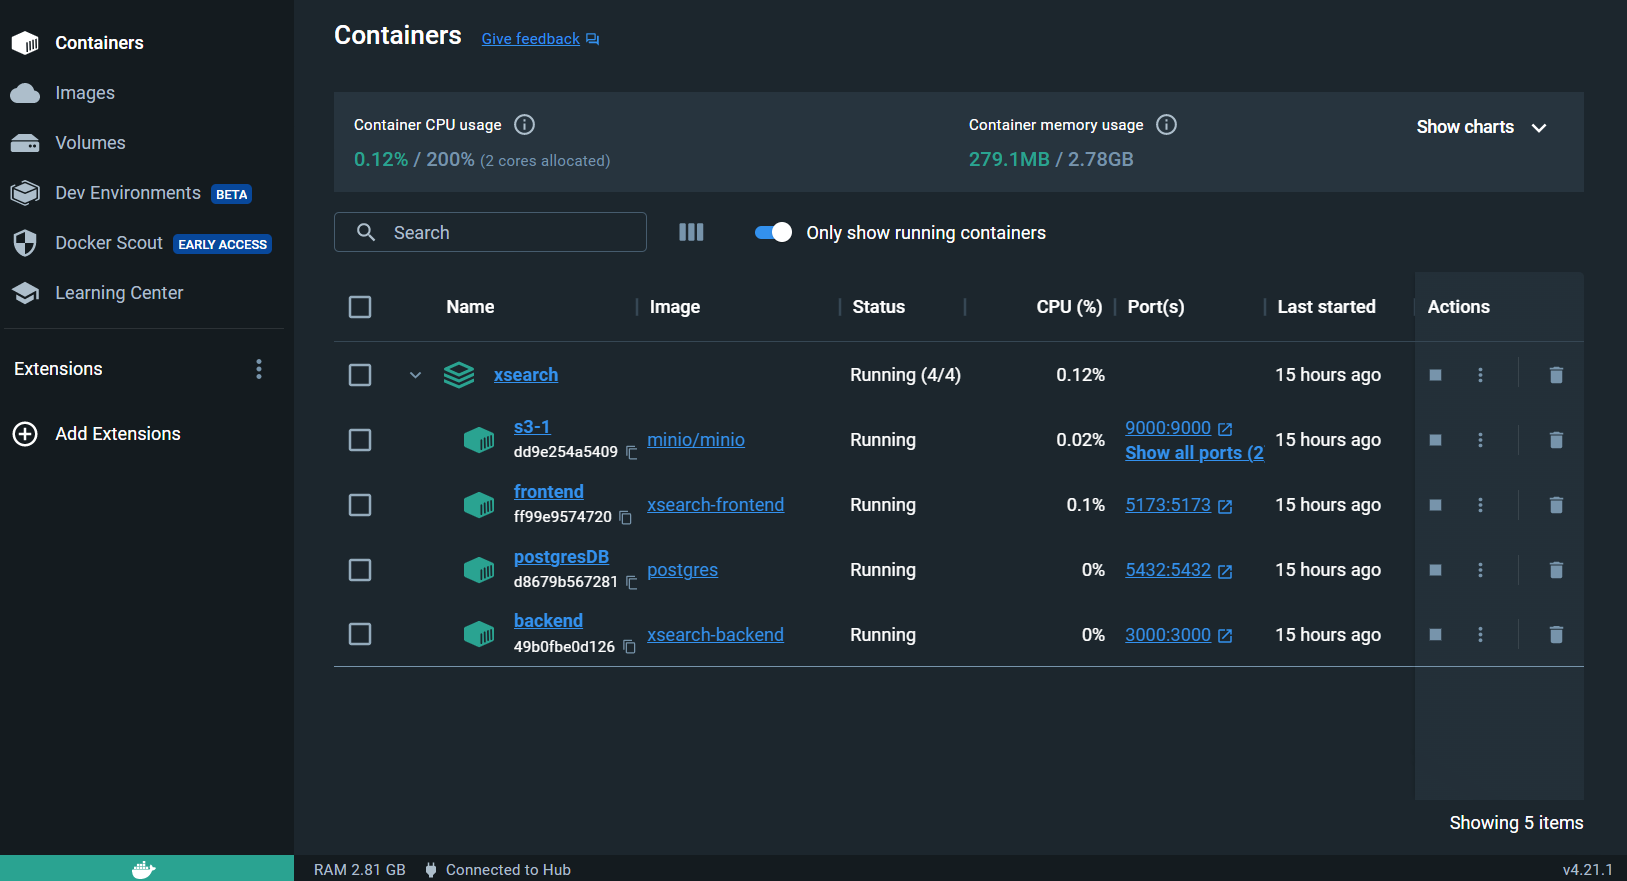 Containers
Images
Volumes
Dev Environments BETA
Docker Scout EARLY ACCESS
Learning Center
Extensions
Add Extensions
Containers Give feedback
Container CPU usage
0.12% / 200% (2 cores allocated)
Container memory usage
279.1MB / 2.78GB
Show charts
Search
Only show running containers
Name Image Status CPU (%) Port(s) Last started Actions
xsearch Running (4/4) 0.12% 15 hours ago
s3-1
dd9e254a5409
minio/minio Running 0.02%
9000:9000
Show all ports (2
15 hours ago
frontend
ff99e9574720
xsearch-frontend Running 0.1% 5173:5173 15 hours ago
postgresDB
d8679b567281
postgres Running 0% 5432:5432 15 hours ago
backend
49b0fbe0d126
xsearch-backend Running 0% 3000:3000 15 hours ago
Showing 5 items
RAM 2.81 GB Connected to Hub v4.21.1